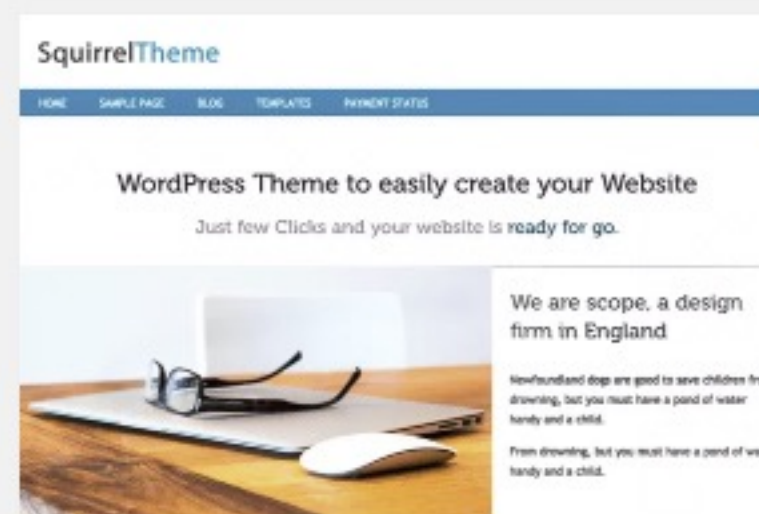 SquirrelTheme
HOME SAMPLE PAGE BLOG TEMPLATES PAYMENT STATUS
WordPress Theme to easily create your Website
Just few Clicks and your website is ready for go.
We are scope, a design
firm in England
Newfoundland dogs are good to save children
drowning, but you must have a pond of water
handy and a child.
From drowning, but you must have a pond of
handy and a child.